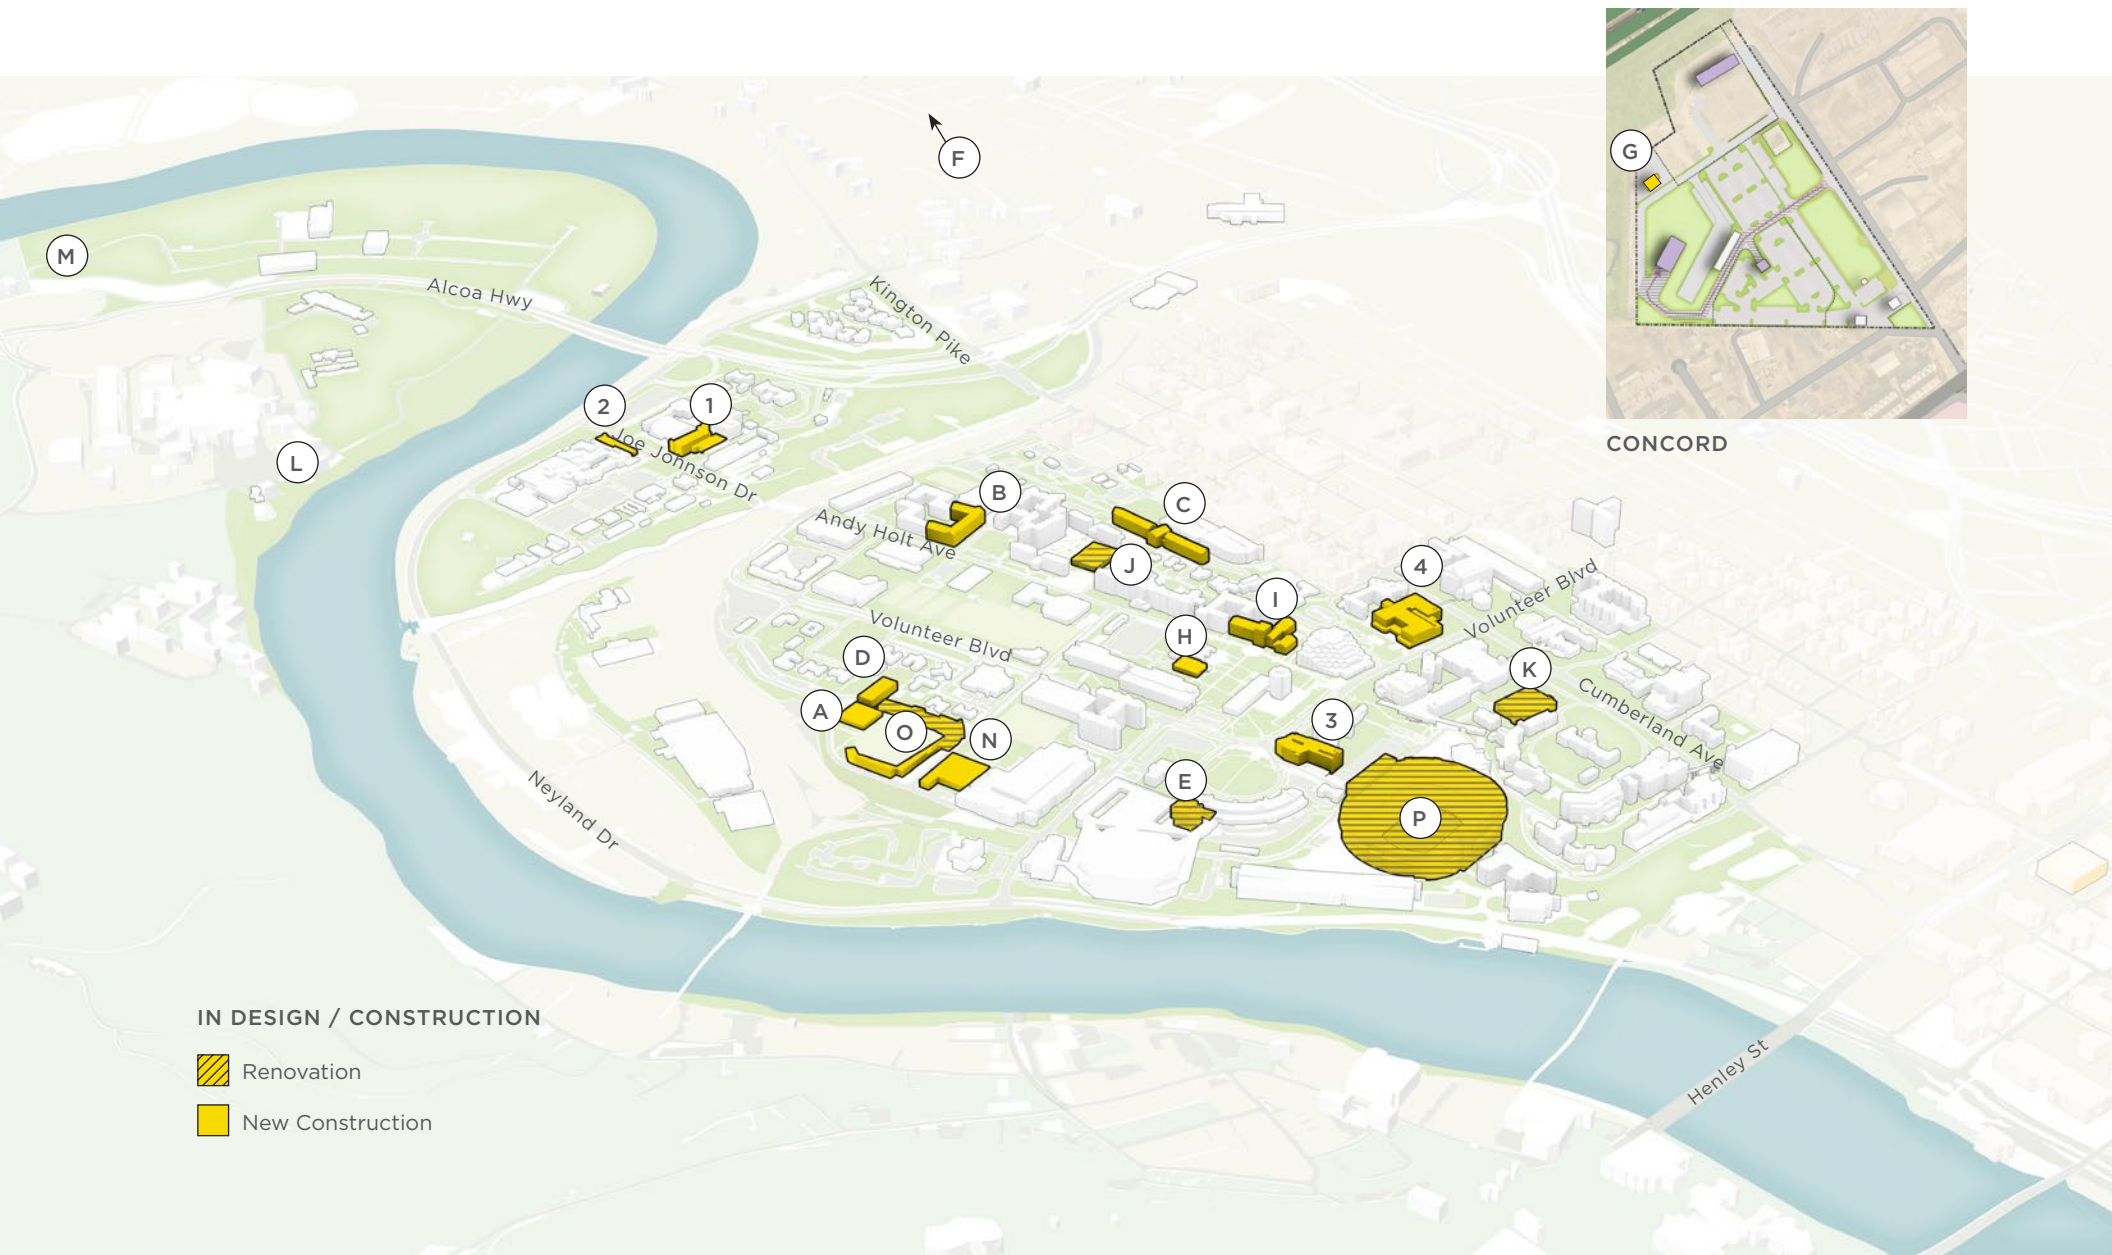 F
G
M
Alcoa Hwy
Kington Pike
2
1
CONCORD
Joe Johnson Dr
L
B
C
Andy Holt Ave
J
4
Volunteer Blvd
I
H
Volunteer Blvd
D
K
Cumberland Ave
A
O
N
3
E
P
Neyland Dr
IN DESIGN / CONSTRUCTION
Renovation
New Construction
Henley St